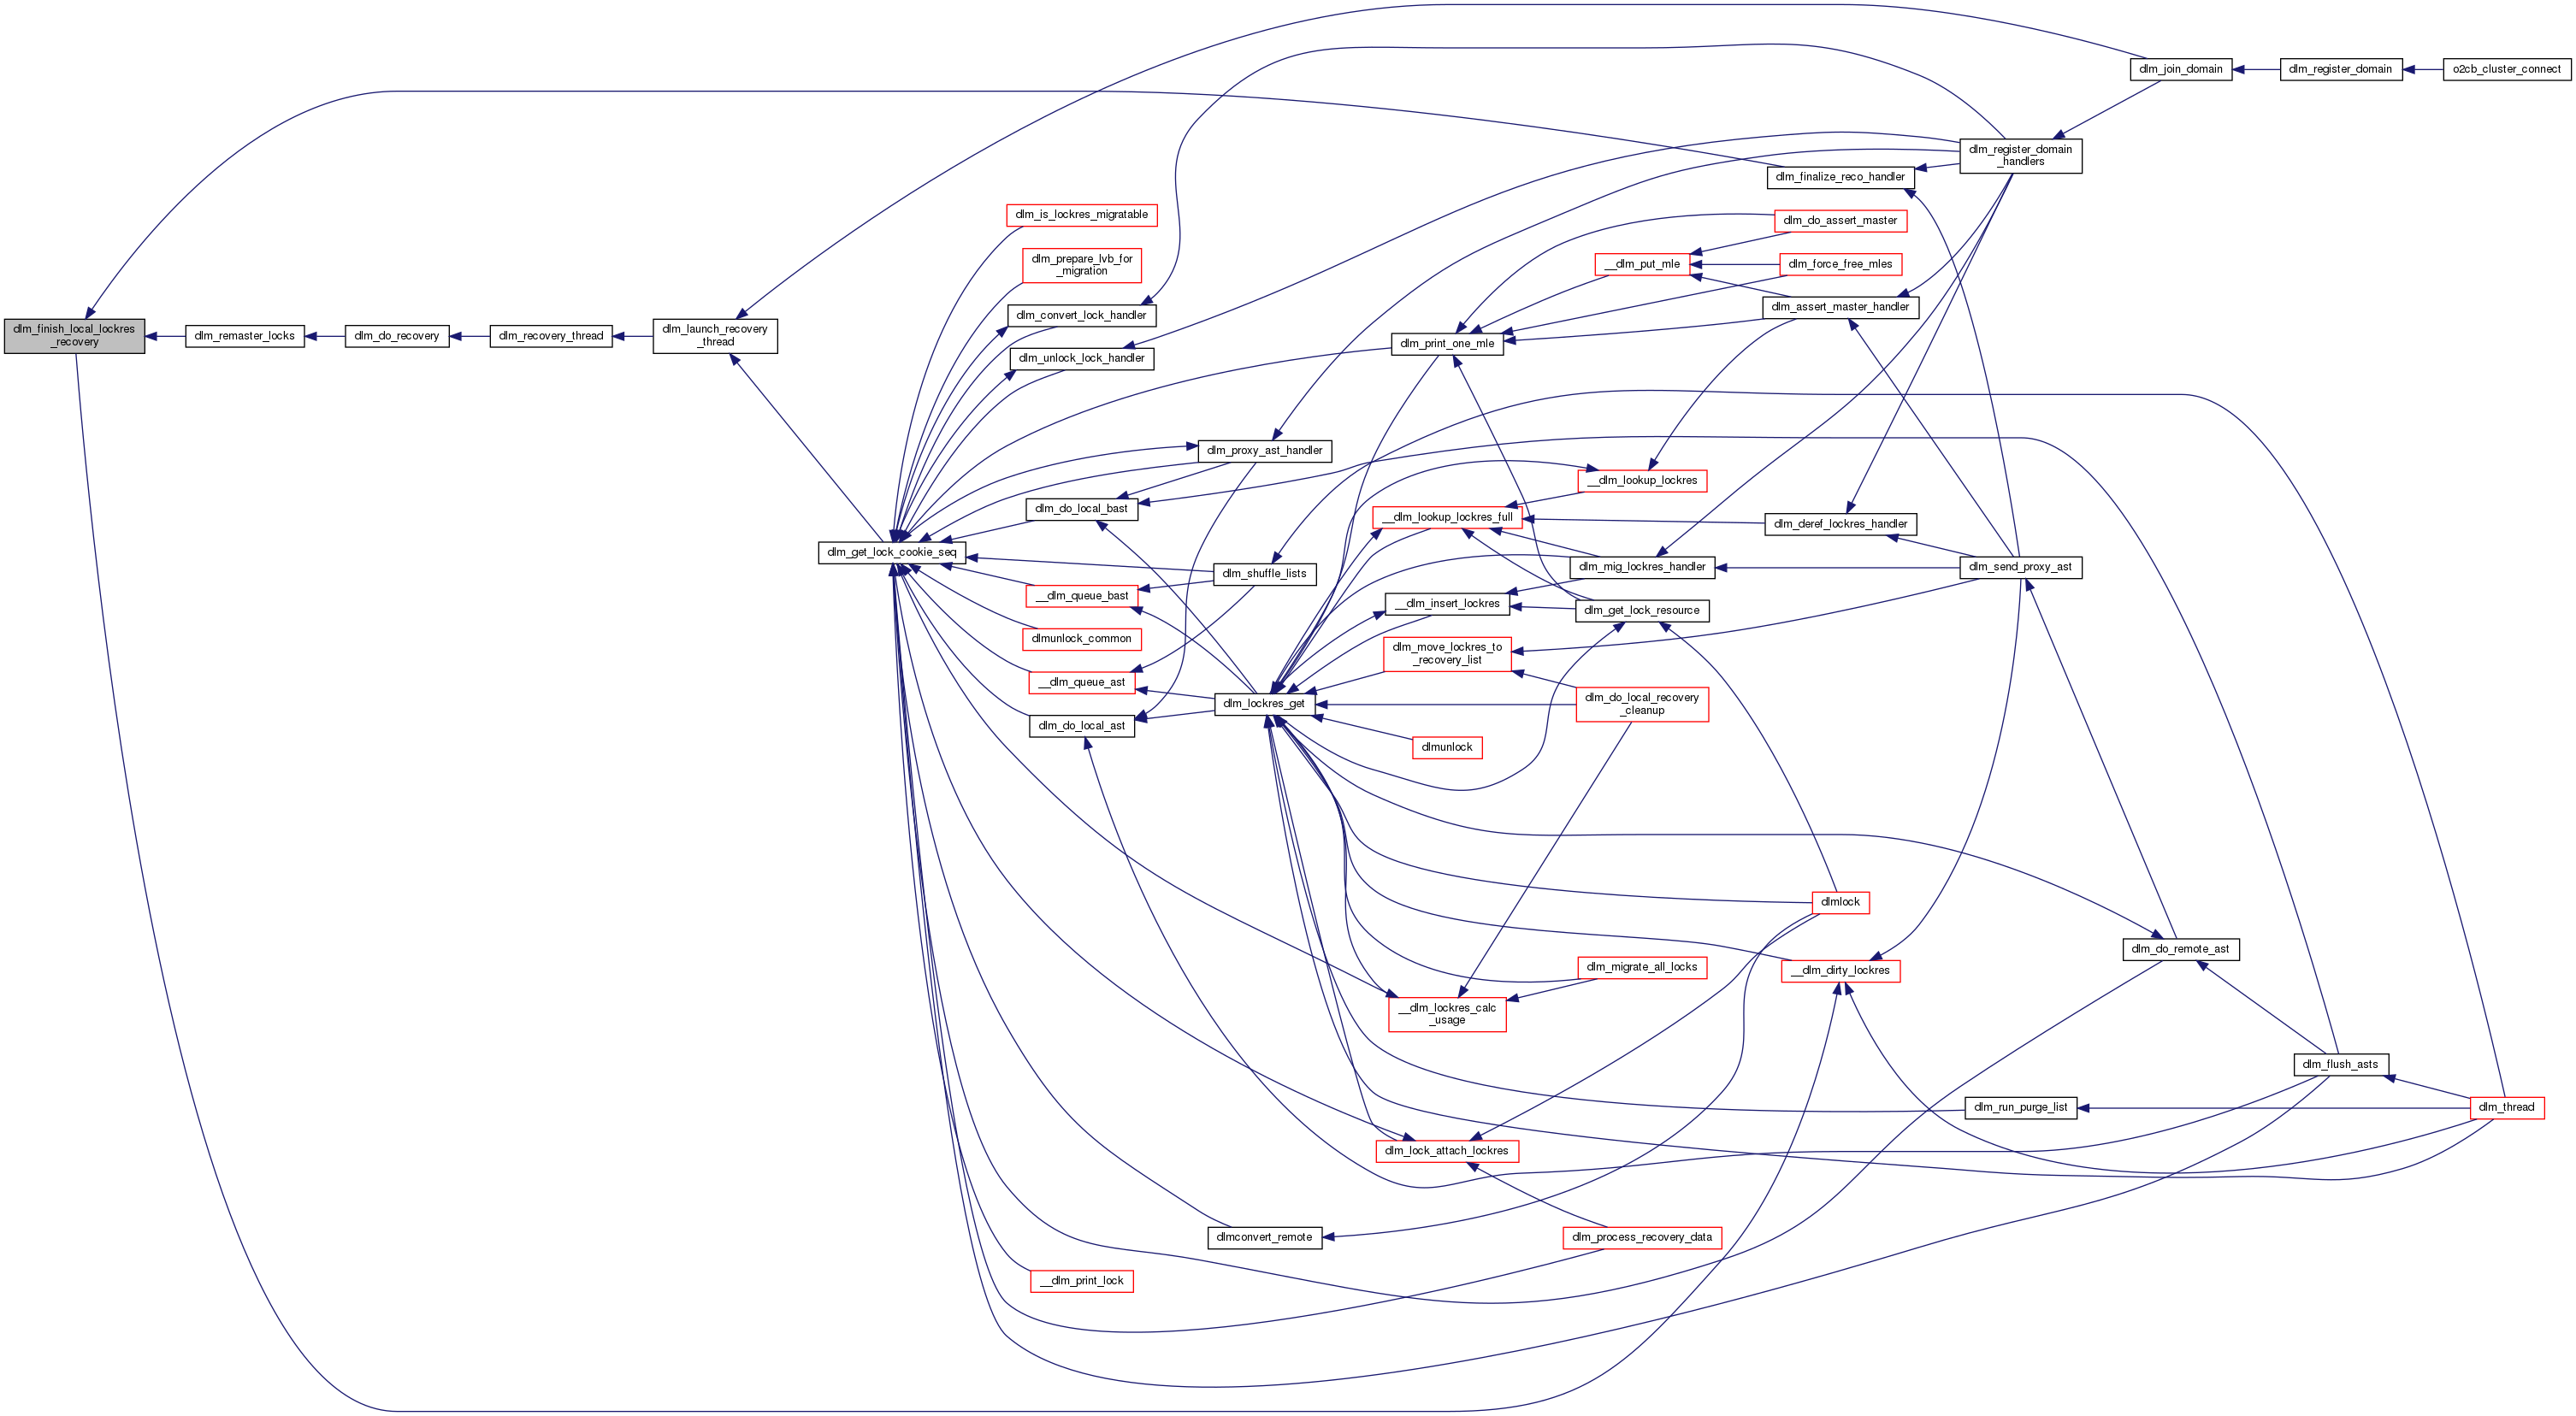 dlm_join_domain
dlm_register_domain
o2cb_cluster_connect
dlm_register_domain
_handlers
dlm_finalize_reco_handler
dlm_is_lockres_migratable
dlm_do_assert_master
dlm_prepare_lvb_for
_migration
__dlm_put_mle
dlm_force_free_mles
dlm_convert_lock_handler
dlm_assert_master_handler
dlm_finish_local_lockres
_recovery
dlm_remaster_locks
dlm_do_recovery
dlm_recovery_thread
dlm_launch_recovery
_thread
dlm_unlock_lock_handler
dlm_print_one_mle
dlm_proxy_ast_handler
__dlm_lookup_lockres
dlm_do_local_bast
__dlm_lookup_lockres_full
dlm_deref_lockres_handler
dlm_get_lock_cookie_seq
dlm_shuffle_lists
dlm_mig_lockres_handler
dlm_send_proxy_ast
__dlm_queue_bast
__dlm_insert_lockres
dlm_get_lock_resource
dlmunlock_common
dlm_move_lockres_to
_recovery_list
__dlm_queue_ast
dlm_lockres_get
dlm_do_local_recovery
_cleanup
dlm_do_local_ast
dlmunlock
dlmlock
dlm_do_remote_ast
dlm_migrate_all_locks
__dlm_dirty_lockres
__dlm_lockres_calc
_usage
dlm_flush_asts
dlm_run_purge_list
dlm_thread
dlm_lock_attach_lockres
dlmconvert_remote
dlm_process_recovery_data
__dlm_print_lock